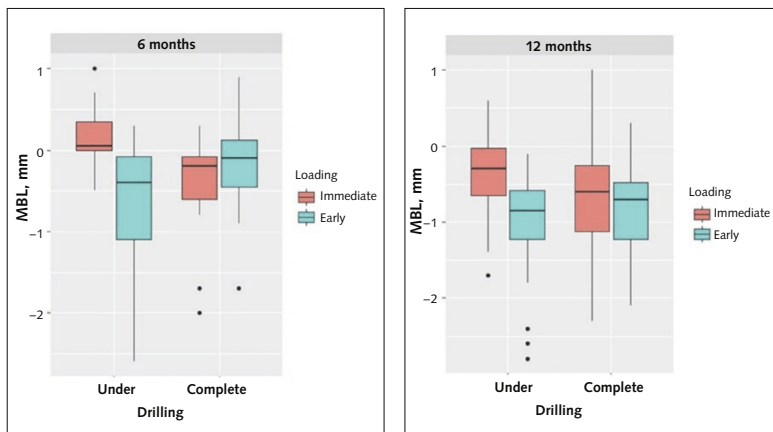 6 months
1
0
−1
−2
MBL, mm
Under
Complete
Drilling
Loading
Immediate
Early
12 months
1
0
−1
−2
MBL, mm
Under
Complete
Drilling
Loading
Immediate
Early